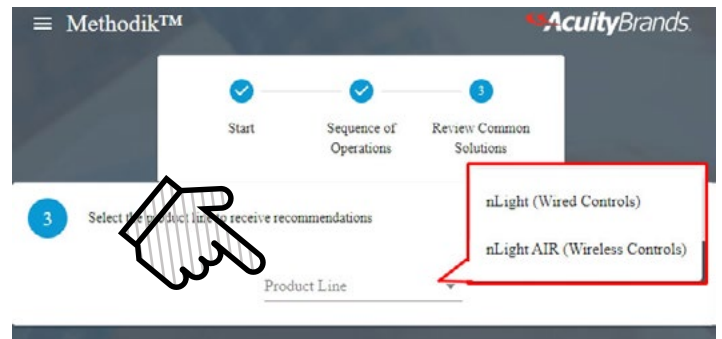 Methodik™
AcuityBrands.
3
Start
Sequence of
Operations
Review Common
Solutions
3
Select the product line to receive recommendations
nLight (Wired Controls)
nLight AIR (Wireless Controls)
Product Line